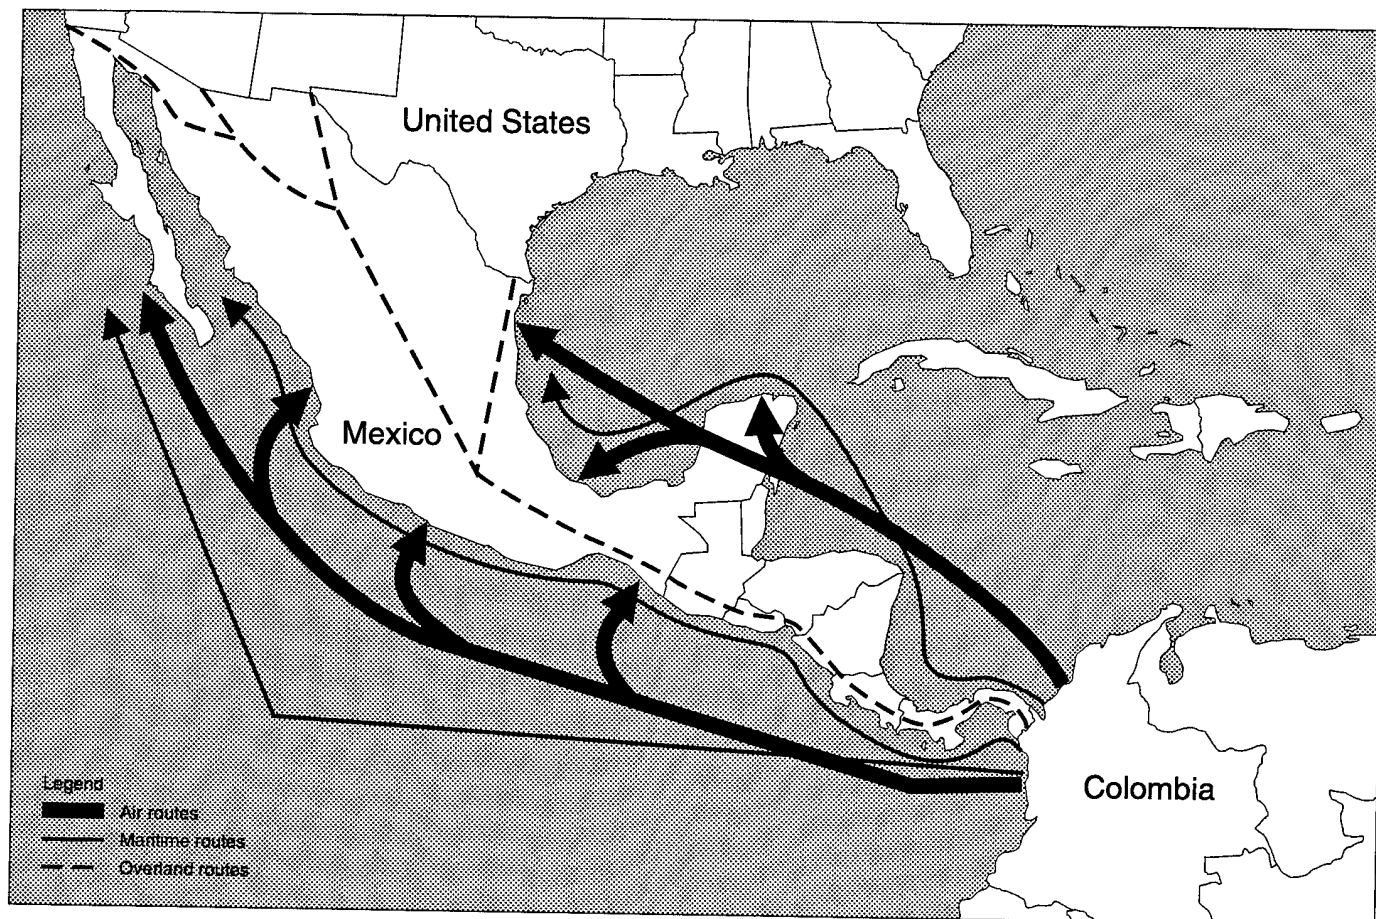 United States
Mexico
Colombia
Legend
Air routes
Maritime routes
Overland routes